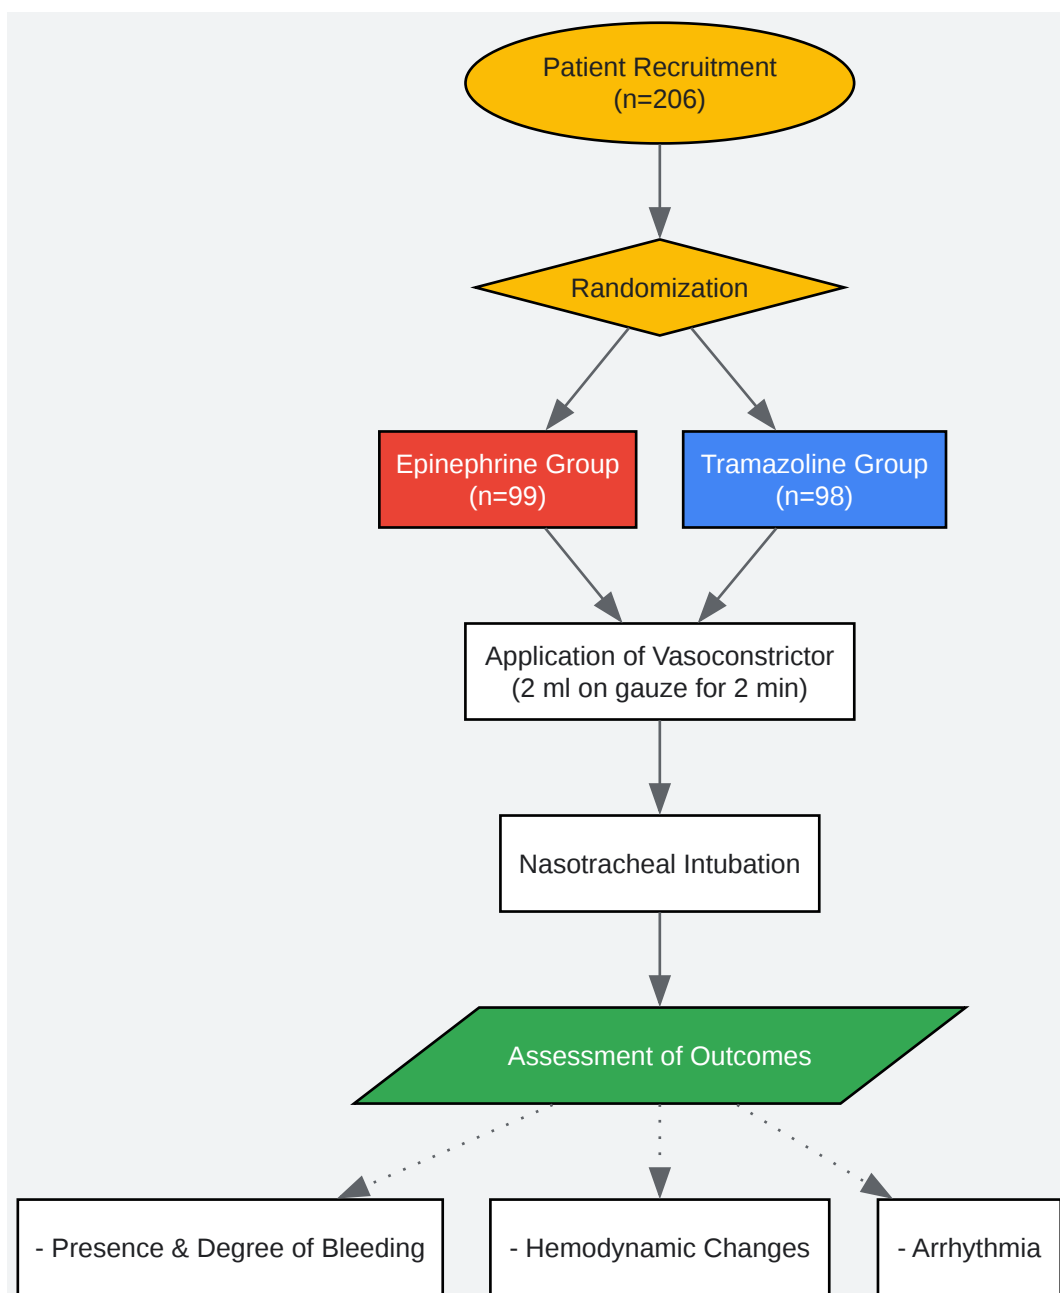 Patient Recruitment
(n=206)
Randomization
Epinephrine Group
(n=99)
Tramazoline Group
(n=98)
Application of Vasoconstrictor
(2 ml on gauze for 2 min)
Nasotracheal Intubation
Assessment of Outcomes
- Presence & Degree of Bleeding
- Hemodynamic Changes
- Arrhythmia